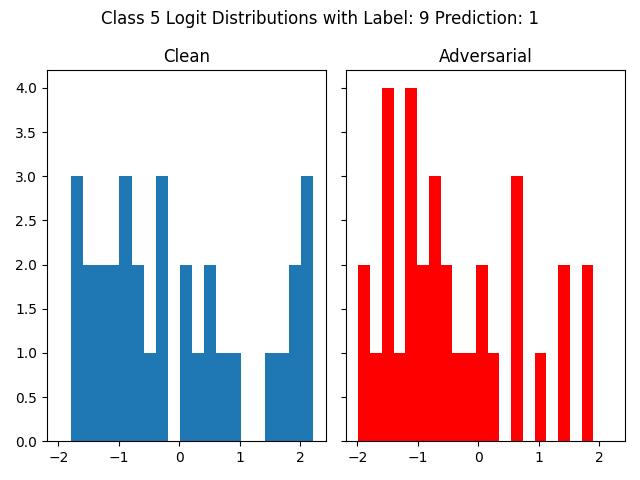 Class 5 Logit Distributions with Label: 9 Prediction: 1
Clean
Adversarial
4.0
3.5
3.0
2.5
2.0
1.5
1.0
0.5
0.0
−2 −1 0 1 2
−2 −1 0 1 2